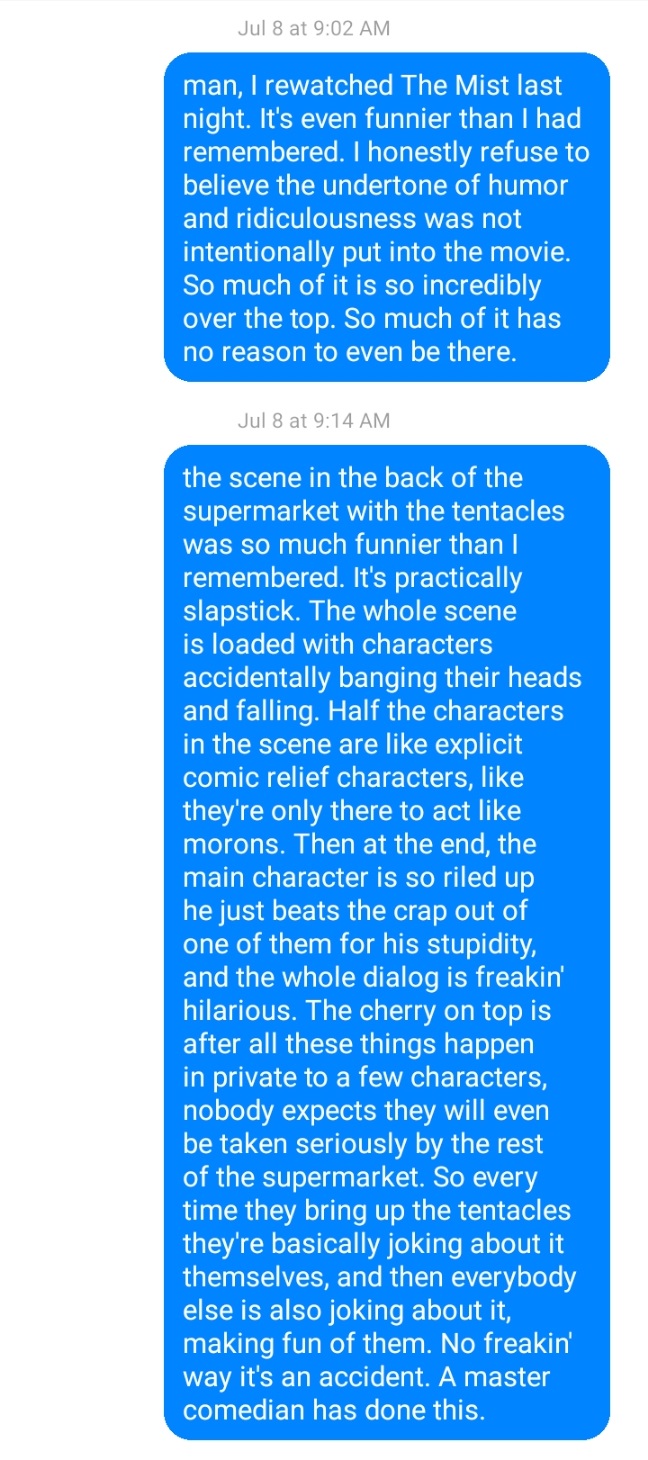 Jul 8 at 9:02 AM
man, I rewatched The Mist last
night. It's even funnier than I had
remembered. I honestly refuse to
believe the undertone of humor
and ridiculousness was not
intentionally put into the movie.
So much of it is so incredibly
over the top. So much of it has
no reason to even be there.
Jul 8 at 9:14 AM
the scene in the back of the
supermarket with the tentacles
was so much funnier than I
remembered. It's practically
slapstick. The whole scene
is loaded with characters
accidentally banging their heads
and falling. Half the characters
in the scene are like explicit
comic relief characters, like
they're only there to act like
morons. Then at the end, the
main character is so riled up
he just beats the crap out of
one of them for his stupidity,
and the whole dialog is freakin'
hilarious. The cherry on top is
after all these things happen
in private to a few characters,
nobody expects they will even
be taken seriously by the rest
of the supermarket. So every
time they bring up the tentacles
they're basically joking about it
themselves, and then everybody
else is also joking about it,
making fun of them. No freakin'
way it's an accident. A master
comedian has done this.